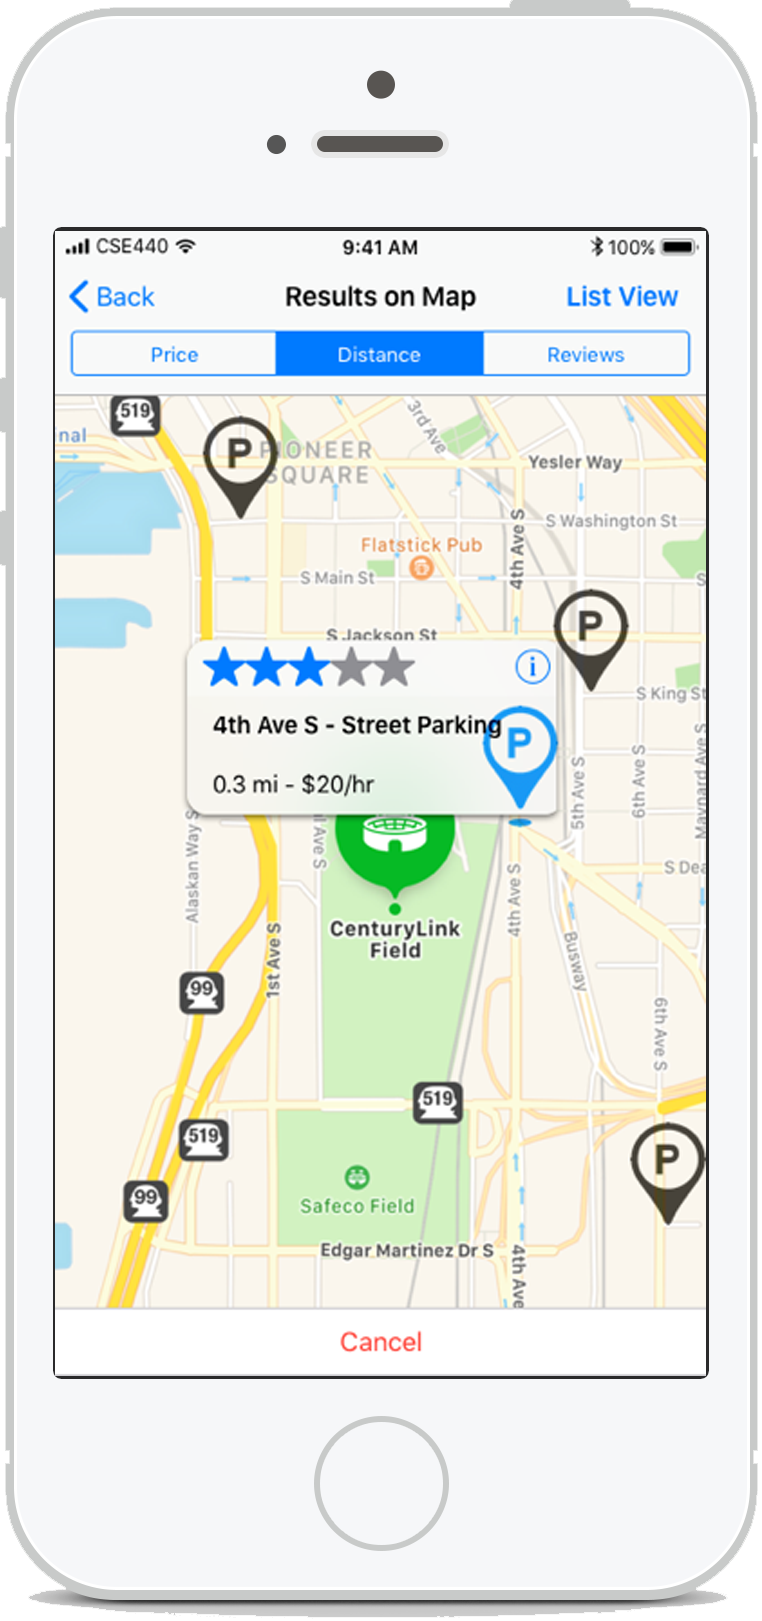 CSE440
9:41 AM
100%
Back
Results on Map
List View
Price
Distance
Reviews
519
P
nal
PIONEER
SQUARE
3rd Ave
Yesler Way
4th Ave S
S Washington St
Flatstick Pub
S Main St
S
S Jackson St
P
S King St
i
4th Ave S - Street Parking
P
0.3 mi - $20/hr
5th Ave S
6th Ave S
Maynard Ave S
Alaskan Way S
l Ave S
4th Ave S
S Dea
CenturyLink
Field
1st Ave S
Busway
99
6th Ave S
519
519
P
99
Safeco Field
Edgar Martinez Dr S
4th Ave
Cancel